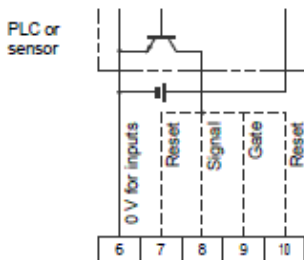 PLC or
sensor
0 V for inputs
Reset
Signal
Gate
Reset
6 7 8 9 10